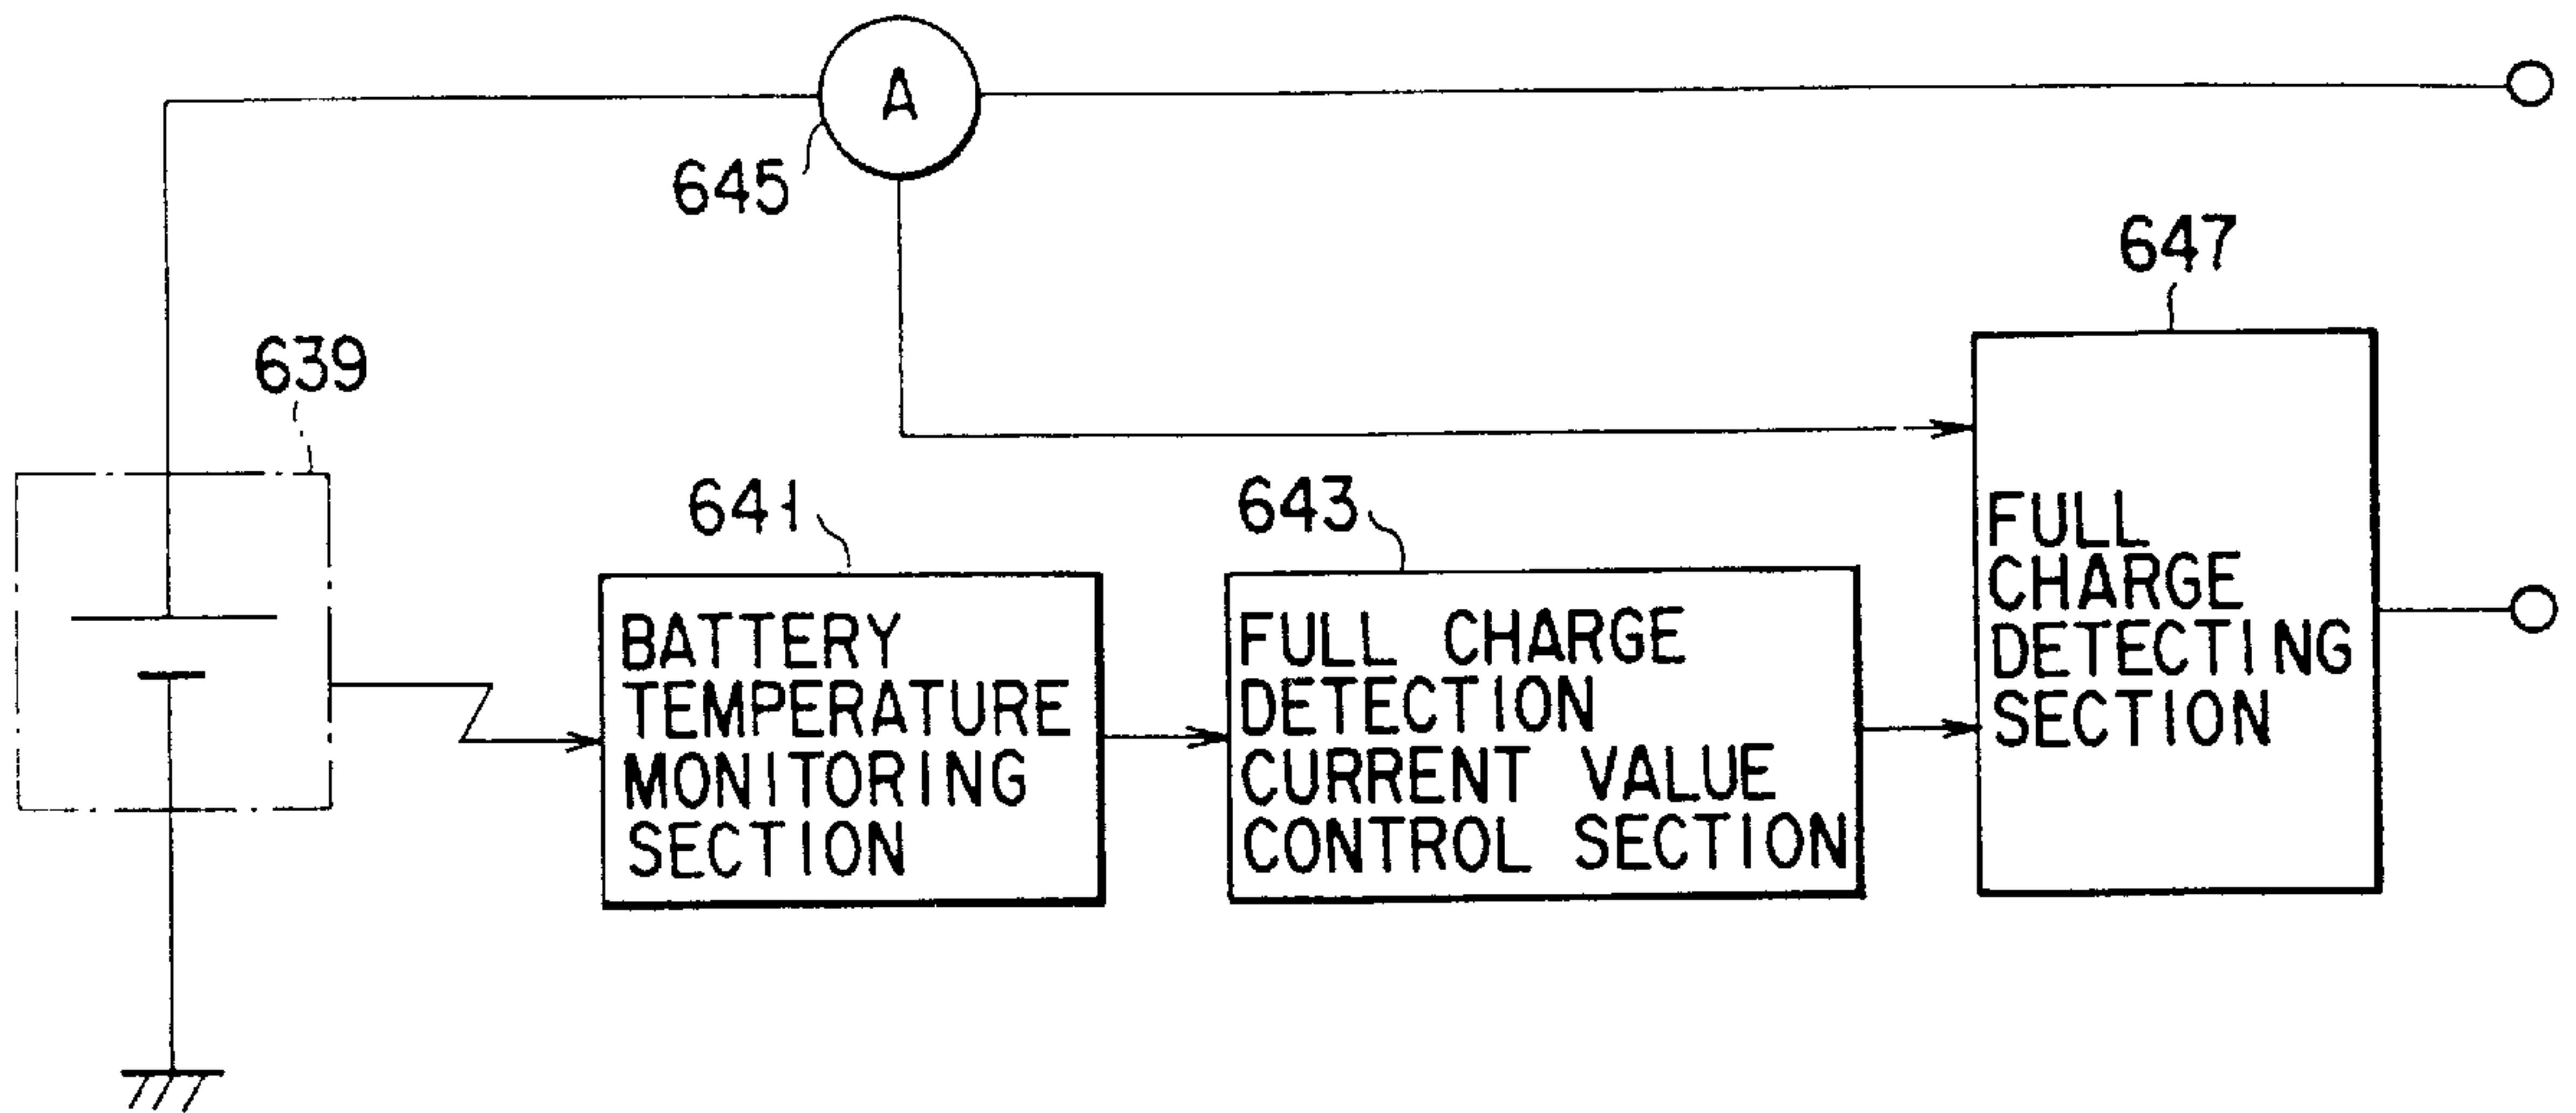 A
645
647
639
641
643
BATTERY
TEMPERATURE
MONITORING
SECTION
FULL CHARGE
DETECTION
CURRENT VALUE
CONTROL SECTION
FULL
CHARGE
DETECTING
SECTION